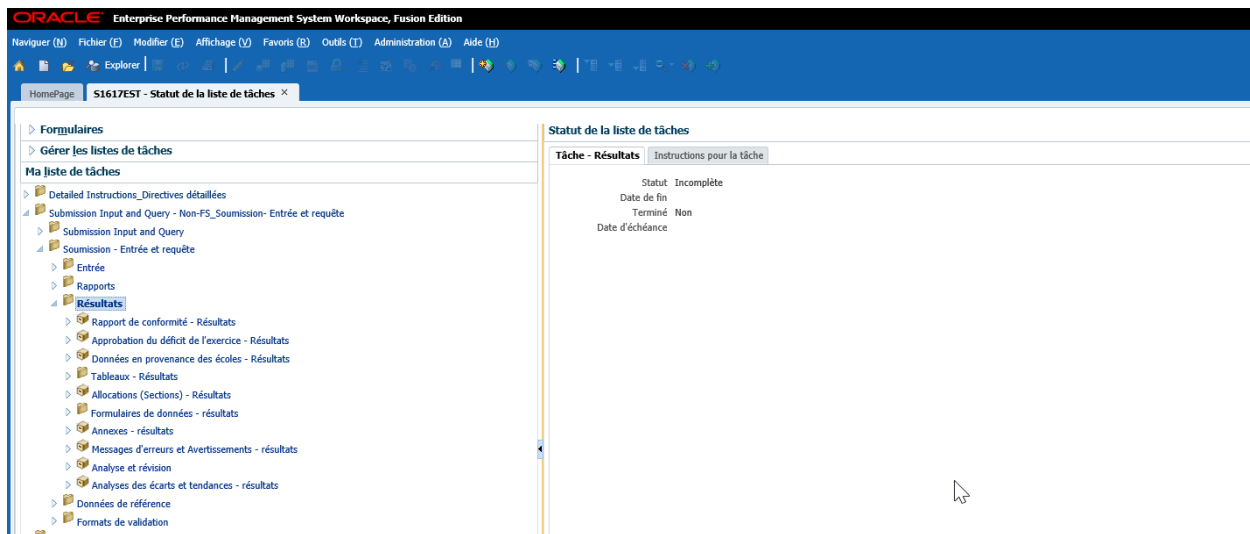 ORACLE Enterprise Performance Management System Workspace, Fusion Edition
Naviguer (N) Fichier (F) Modifier (E) Affichage (V) Favoris (R) Outils (T) Administration (A) Aide (H)
Explorer
HomePage S1617EST - Statut de la liste de tâches ×
Formulaires
Gérer les listes de tâches
Ma liste de tâches
Detailed Instructions_Directives détaillées
Submission Input and Query - Non-FS_Soumission- Entrée et requête
Submission Input and Query
Soumission - Entrée et requête
Entrée
Rapports
Résultats
Rapport de conformité - Résultats
Approbation du déficit de l'exercice - Résultats
Données en provenance des écoles - Résultats
Tableaux - Résultats
Allocations (Sections) - Résultats
Formulaires de données - résultats
Annexes - résultats
Messages d'erreurs et Avertissements - résultats
Analyse et révision
Analyses des écarts et tendances - résultats
Données de référence
Formats de validation
Statut de la liste de tâches
Tâche - Résultats Instructions pour la tâche
Statut Incomplète
Date de fin
Terminé Non
Date d'échéance